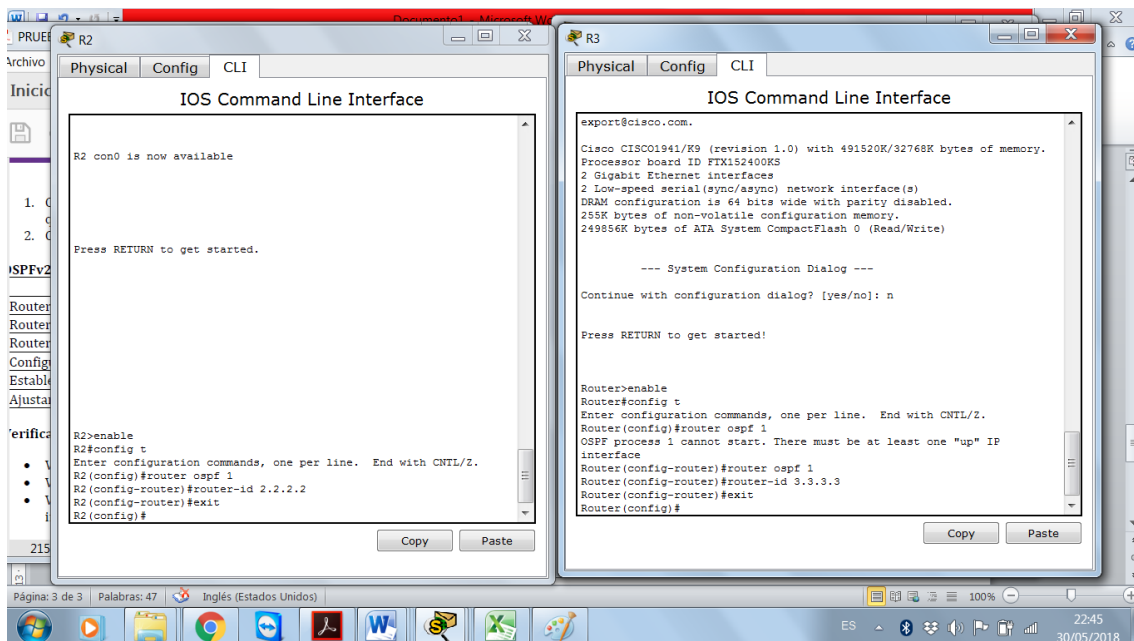 Documento1 - Microsoft Wo
PRUEE
Archivo
Inicio
1.
2.
OSPFv2
Router
Router
Router
Config
Estable
Ajustar
Verifica
215
R2
Physical Config CLI
IOS Command Line Interface
R2 con0 is now available
Press RETURN to get started.
R2>enable
R2#config t
Enter configuration commands, one per line.  End with CNTL/Z.
R2(config)#router ospf 1
R2(config-router)#router-id 2.2.2.2
R2(config-router)#exit
R2(config)#
Copy Paste
R3
Physical Config CLI
IOS Command Line Interface
export@cisco.com.
Cisco CISCO1941/K9 (revision 1.0) with 491520K/32768K bytes of memory.
Processor board ID FTX152400KS
2 Gigabit Ethernet interfaces
2 Low-speed serial(sync/async) network interface(s)
DRAM configuration is 64 bits wide with parity disabled.
255K bytes of non-volatile configuration memory.
249856K bytes of ATA System CompactFlash 0 (Read/Write)
--- System Configuration Dialog ---
Continue with configuration dialog? [yes/no]: n
Press RETURN to get started!
Router>enable
Router#config t
Enter configuration commands, one per line.  End with CNTL/Z.
Router(config)#router ospf 1
OSPF process 1 cannot start. There must be at least one "up" IP
interface
Router(config-router)#router ospf 1
Router(config-router)#router-id 3.3.3.3
Router(config-router)#exit
Router(config)#
Copy Paste
Página: 3 de 3 Palabras: 47 Inglés (Estados Unidos) 100%
ES 22:45
30/05/2018